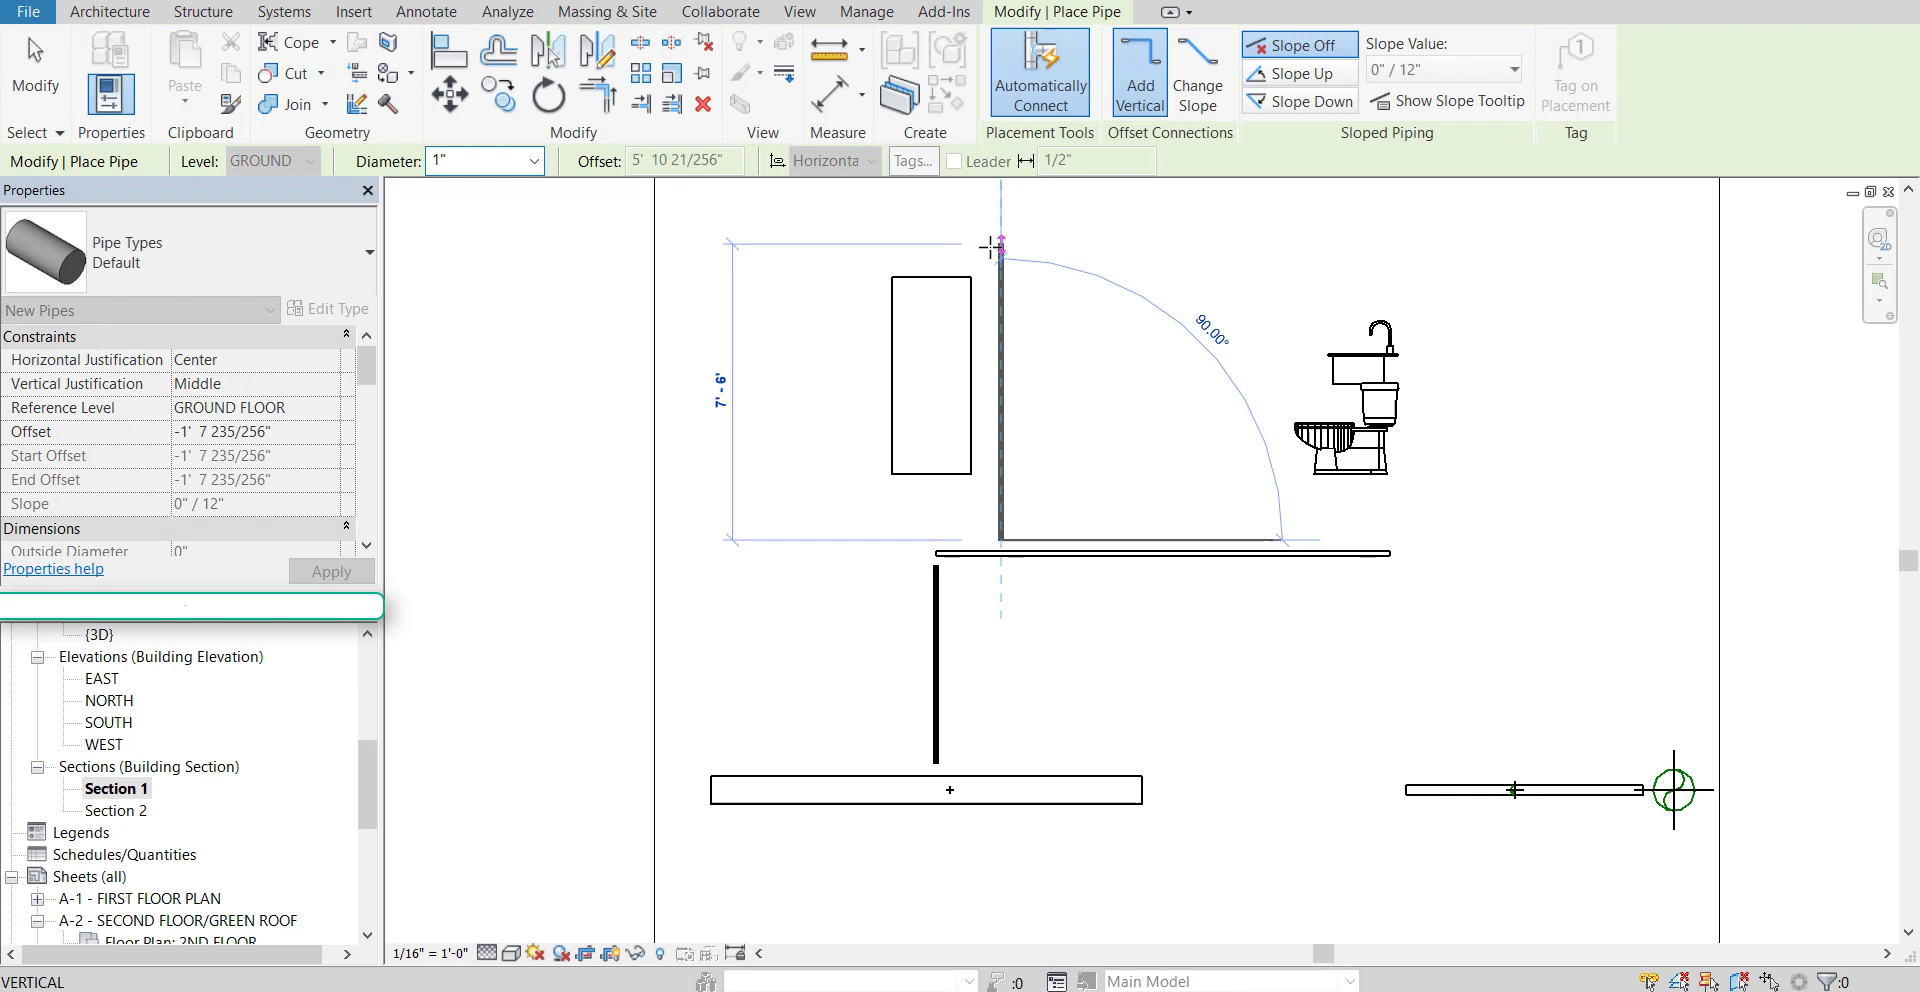 File Architecture Structure Systems Insert Annotate Analyze Massing & Site Collaborate View Manage Add-Ins Modify | Place Pipe
Modify
Paste
Cope
Cut
Join
Automatically
Connect
Add
Vertical
Change
Slope
Slope Off
Slope Up
Slope Down
Slope Value:
0" / 12"
Show Slope Tooltip
Tag on
Placement
Select Properties Clipboard Geometry Modify View Measure Create Placement Tools Offset Connections Sloped Piping Tag
Modify | Place Pipe Level: GROUND Diameter: 1" Offset: 5' 10 21/256" Horizonta Tags... Leader 1/2"
Properties
Pipe Types
Default
New Pipes Edit Type
Constraints
Horizontal Justification Center
Vertical Justification Middle
Reference Level GROUND FLOOR
Offset -1' 7 235/256"
Start Offset -1' 7 235/256"
End Offset -1' 7 235/256"
Slope 0" / 12"
Dimensions
Outside Diameter 0"
Properties help Apply
{3D}
Elevations (Building Elevation)
EAST
NORTH
SOUTH
WEST
Sections (Building Section)
Section 1
Section 2
Legends
Schedules/Quantities
Sheets (all)
A-1 - FIRST FLOOR PLAN
A-2 - SECOND FLOOR/GREEN ROOF
Floor Plan: 2ND FLOOR
7' - 6'
90.00°
2D
1/16" = 1'-0"
VERTICAL :0 Main Model :0